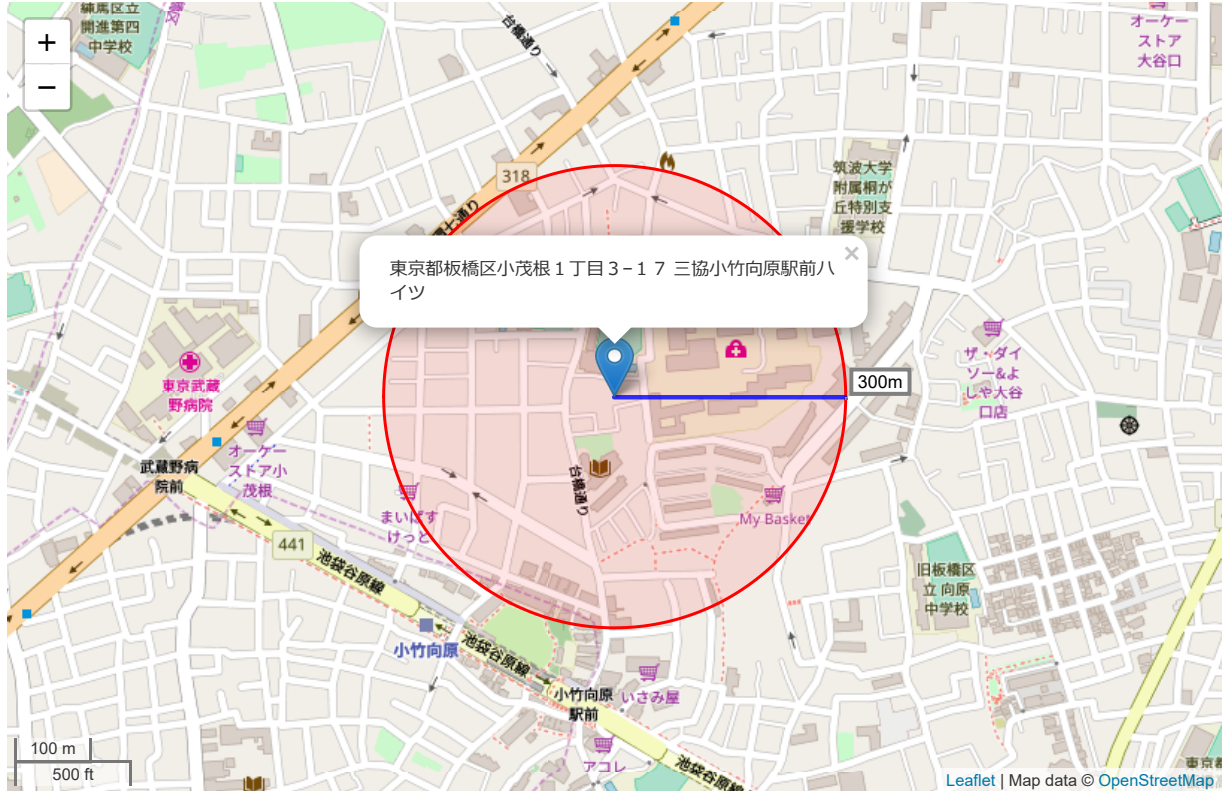 練馬区立
開進第四
中学校
台橋通り
オーケー
ストア
大谷口
+
−
318
筑波大学
附属桐が
丘特別支
援学校
東京都板橋区小茂根１丁目３−１７ 三協小竹向原駅前ハ
イツ
×
東京武蔵
野病院
300m
ザ・ダイ
ソー&よ
しや大谷
口店
オーケー
ストア小
茂根
武蔵野病
院前
台橋通り
まいばす
けっと
My Basket
441
池袋谷原線
旧板橋区
立 向原
中学校
小竹向原
池袋谷原線
小竹向原
駅前
いさみ屋
アコレ
池袋谷原線
100 m
500 ft
東京都
Leaflet | Map data © OpenStreetMap